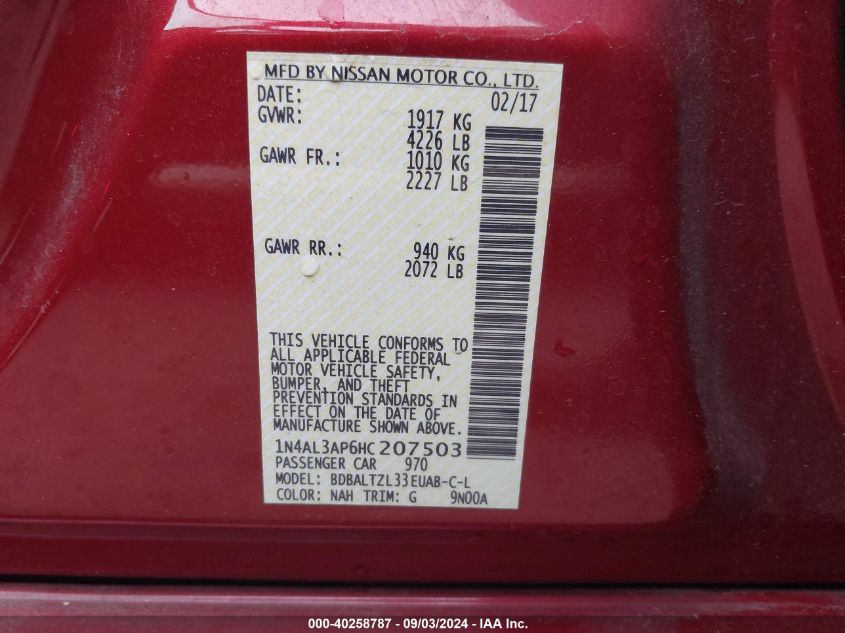 MFD BY NISSAN MOTOR CO., LTD.
DATE: 02/17
GVWR: 1917 KG
4226 LB
GAWR FR.: 1010 KG
2227 LB
GAWR RR.: 940 KG
2072 LB
THIS VEHICLE CONFORMS TO
ALL APPLICABLE FEDERAL
MOTOR VEHICLE SAFETY,
BUMPER, AND THEFT
PREVENTION STANDARDS IN
EFFECT ON THE DATE OF
MANUFACTURE SHOWN ABOVE.
1N4AL3AP6HC207503
PASSENGER CAR 970
MODEL: BDBALTZL33EUAB-C-L
COLOR: NAH TRIM: G 9N00A
000-40258787 - 09/03/2024 - IAA Inc.